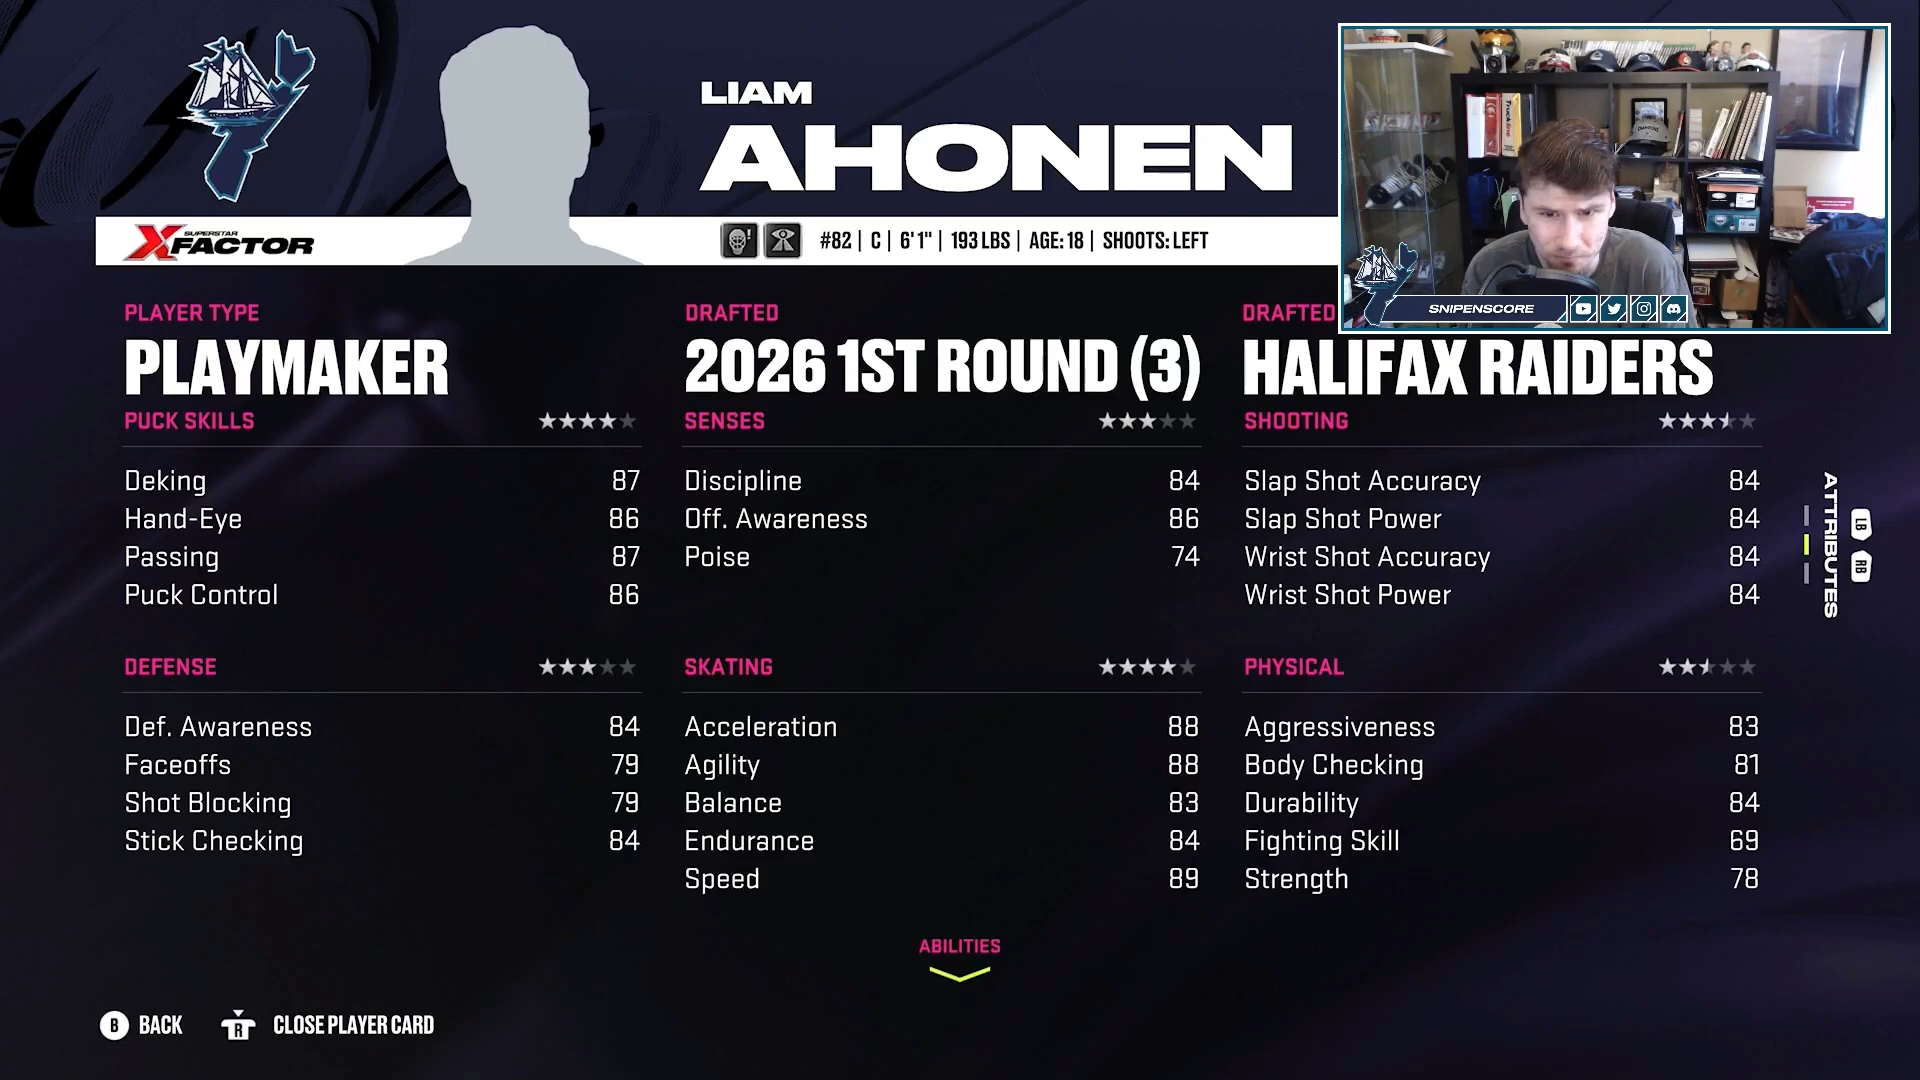 LIAM
AHONEN
SUPERSTAR
XFACTOR
#82 | C | 6'1" | 193 LBS | AGE: 18 | SHOOTS: LEFT
SNIPENSCORE
PLAYER TYPE
PLAYMAKER
DRAFTED
2026 1ST ROUND (3)
DRAFTED
HALIFAX RAIDERS
PUCK SKILLS
Deking 87
Hand-Eye 86
Passing 87
Puck Control 86
SENSES
Discipline 84
Off. Awareness 86
Poise 74
SHOOTING
Slap Shot Accuracy 84
Slap Shot Power 84
Wrist Shot Accuracy 84
Wrist Shot Power 84
DEFENSE
Def. Awareness 84
Faceoffs 79
Shot Blocking 79
Stick Checking 84
SKATING
Acceleration 88
Agility 88
Balance 83
Endurance 84
Speed 89
PHYSICAL
Aggressiveness 83
Body Checking 81
Durability 84
Fighting Skill 69
Strength 78
ATTRIBUTES
LB
RB
ABILITIES
B BACK
R CLOSE PLAYER CARD